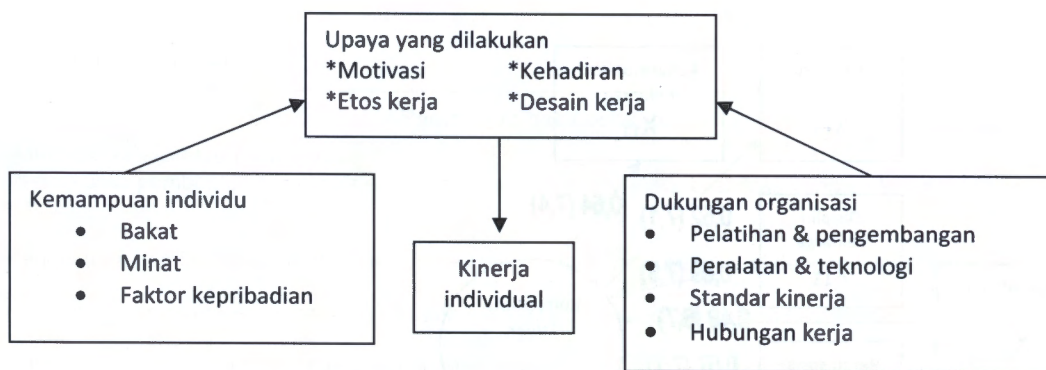 Upaya yang dilakukan
*Motivasi *Kehadiran
*Etos kerja *Desain kerja
Kemampuan individu
• Bakat
• Minat
• Faktor kepribadian
Kinerja
individual
Dukungan organisasi
• Pelatihan & pengembangan
• Peralatan & teknologi
• Standar kinerja
• Hubungan kerja